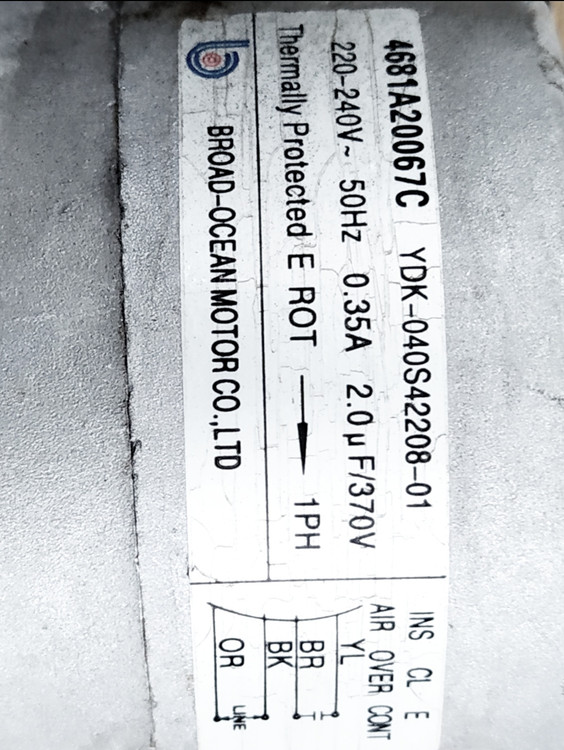 4681A20067C YDK-040S42208-01
220-240V~ 50Hz 0.35A 2.0μF/370V
Thermally Protected E ROT 1PH
BROAD-OCEAN MOTOR CO.,LTD
INS CL E
AIR OVER CONT
YL
BR
BK
OR LINE